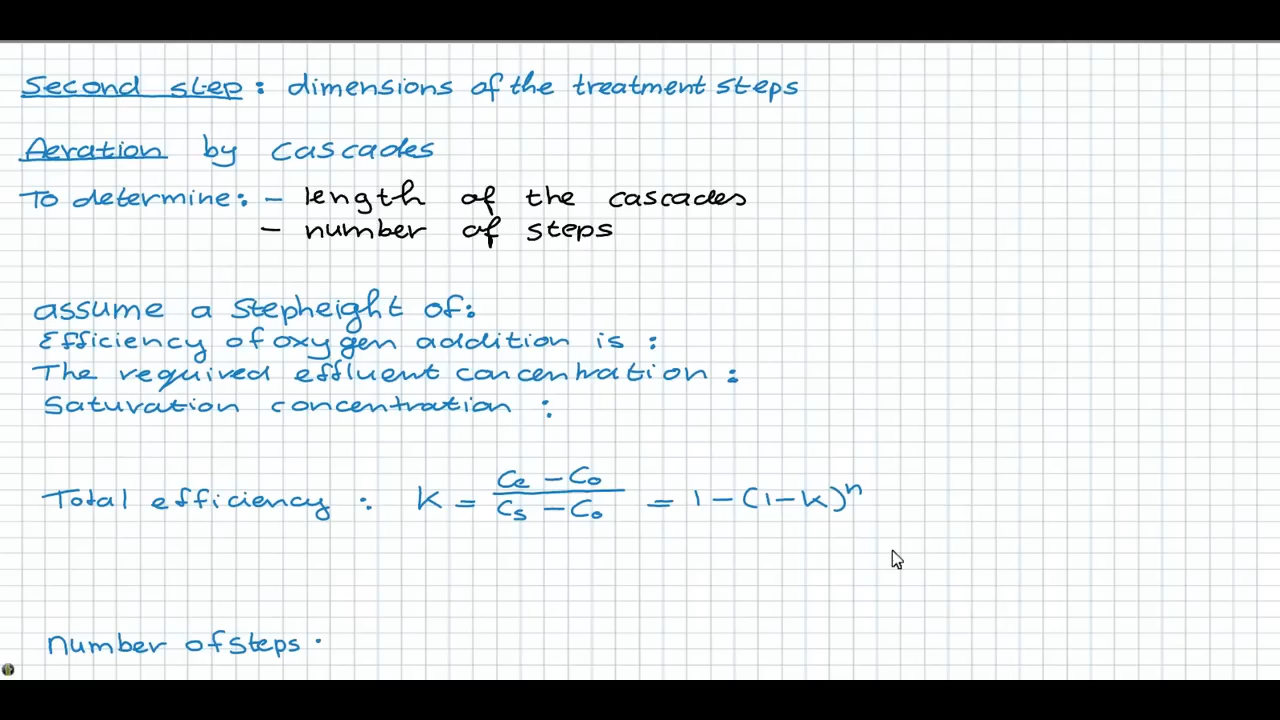 Second step: dimensions of the treatment steps
Aeration by cascades
To determine: - length of the cascades
- number of steps
assume a stepheight of:
Efficiency of oxygen addition is :
The required effluent concentration :
Saturation concentration :
Total efficiency : K = (Ce - Co)/(Cs - Co) = 1 - (1 - k)^n
number of steps :